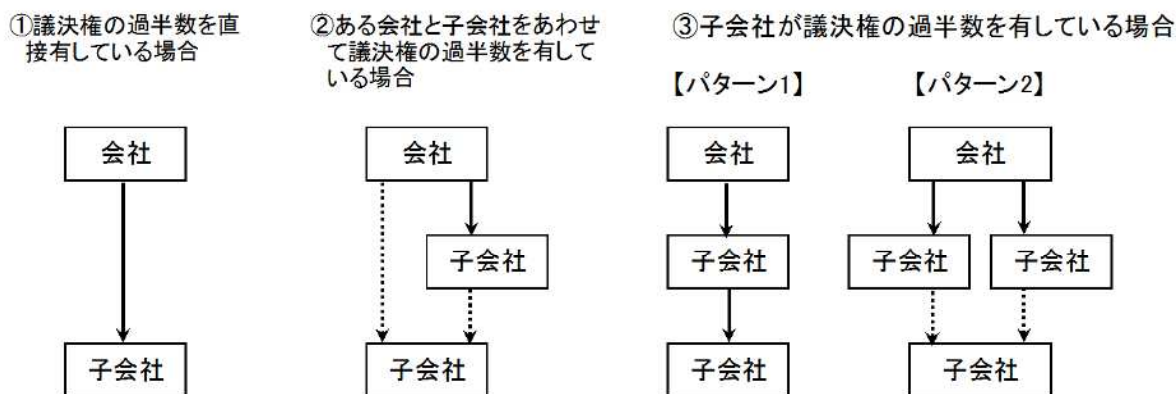 ①議決権の過半数を直
接有している場合
②ある会社と子会社をあわせ
て議決権の過半数を有して
いる場合
③子会社が議決権の過半数を有している場合
【パターン1】
【パターン2】
会社
子会社
会社
子会社
子会社
会社
子会社
子会社
会社
子会社
子会社
子会社